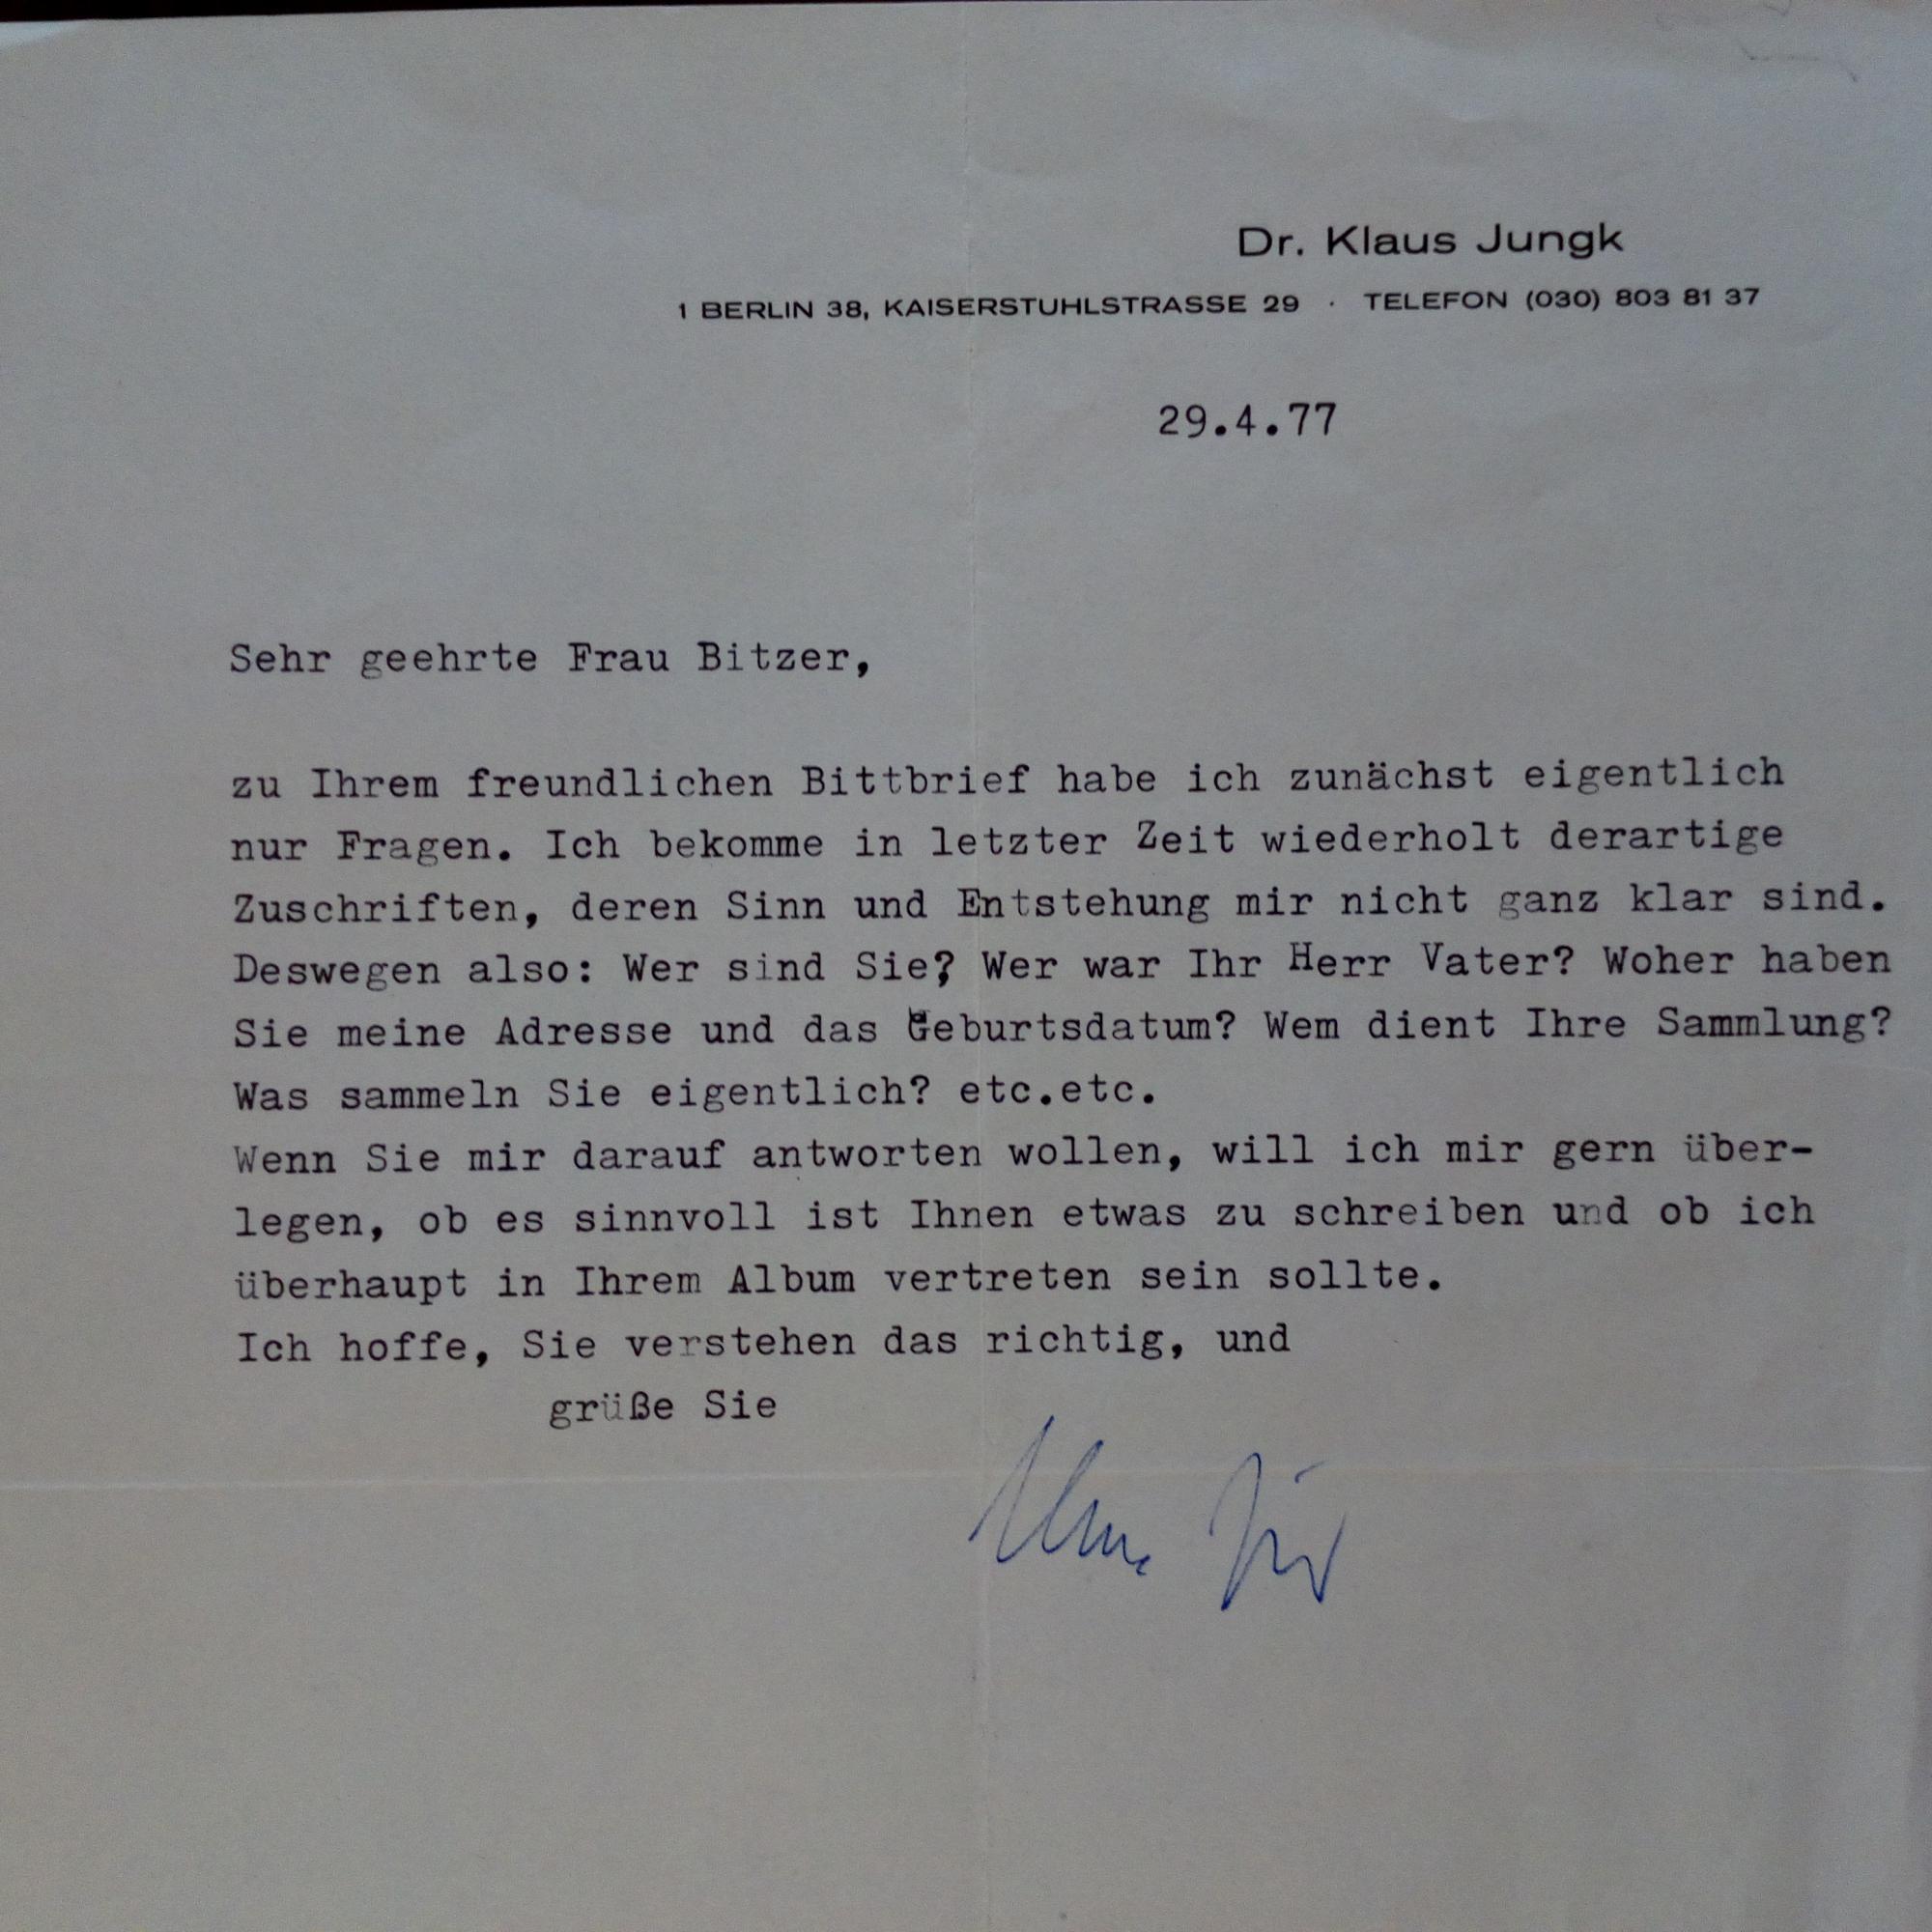 Dr. Klaus Jungk
1 BERLIN 38, KAISERSTUHLSTRASSE 29 · TELEFON (030) 803 81 37
29.4.77
Sehr geehrte Frau Bitzer,
zu Ihrem freundlichen Bittbrief habe ich zunächst eigentlich
nur Fragen. Ich bekomme in letzter Zeit wiederholt derartige
Zuschriften, deren Sinn und Entstehung mir nicht ganz klar sind.
Deswegen also: Wer sind Sie? Wer war Ihr Herr Vater? Woher haben
Sie meine Adresse und das Geburtsdatum? Wem dient Ihre Sammlung?
Was sammeln Sie eigentlich? etc.etc.
Wenn Sie mir darauf antworten wollen, will ich mir gern über-
legen, ob es sinnvoll ist Ihnen etwas zu schreiben und ob ich
überhaupt in Ihrem Album vertreten sein sollte.
Ich hoffe, Sie verstehen das richtig, und
grüße Sie